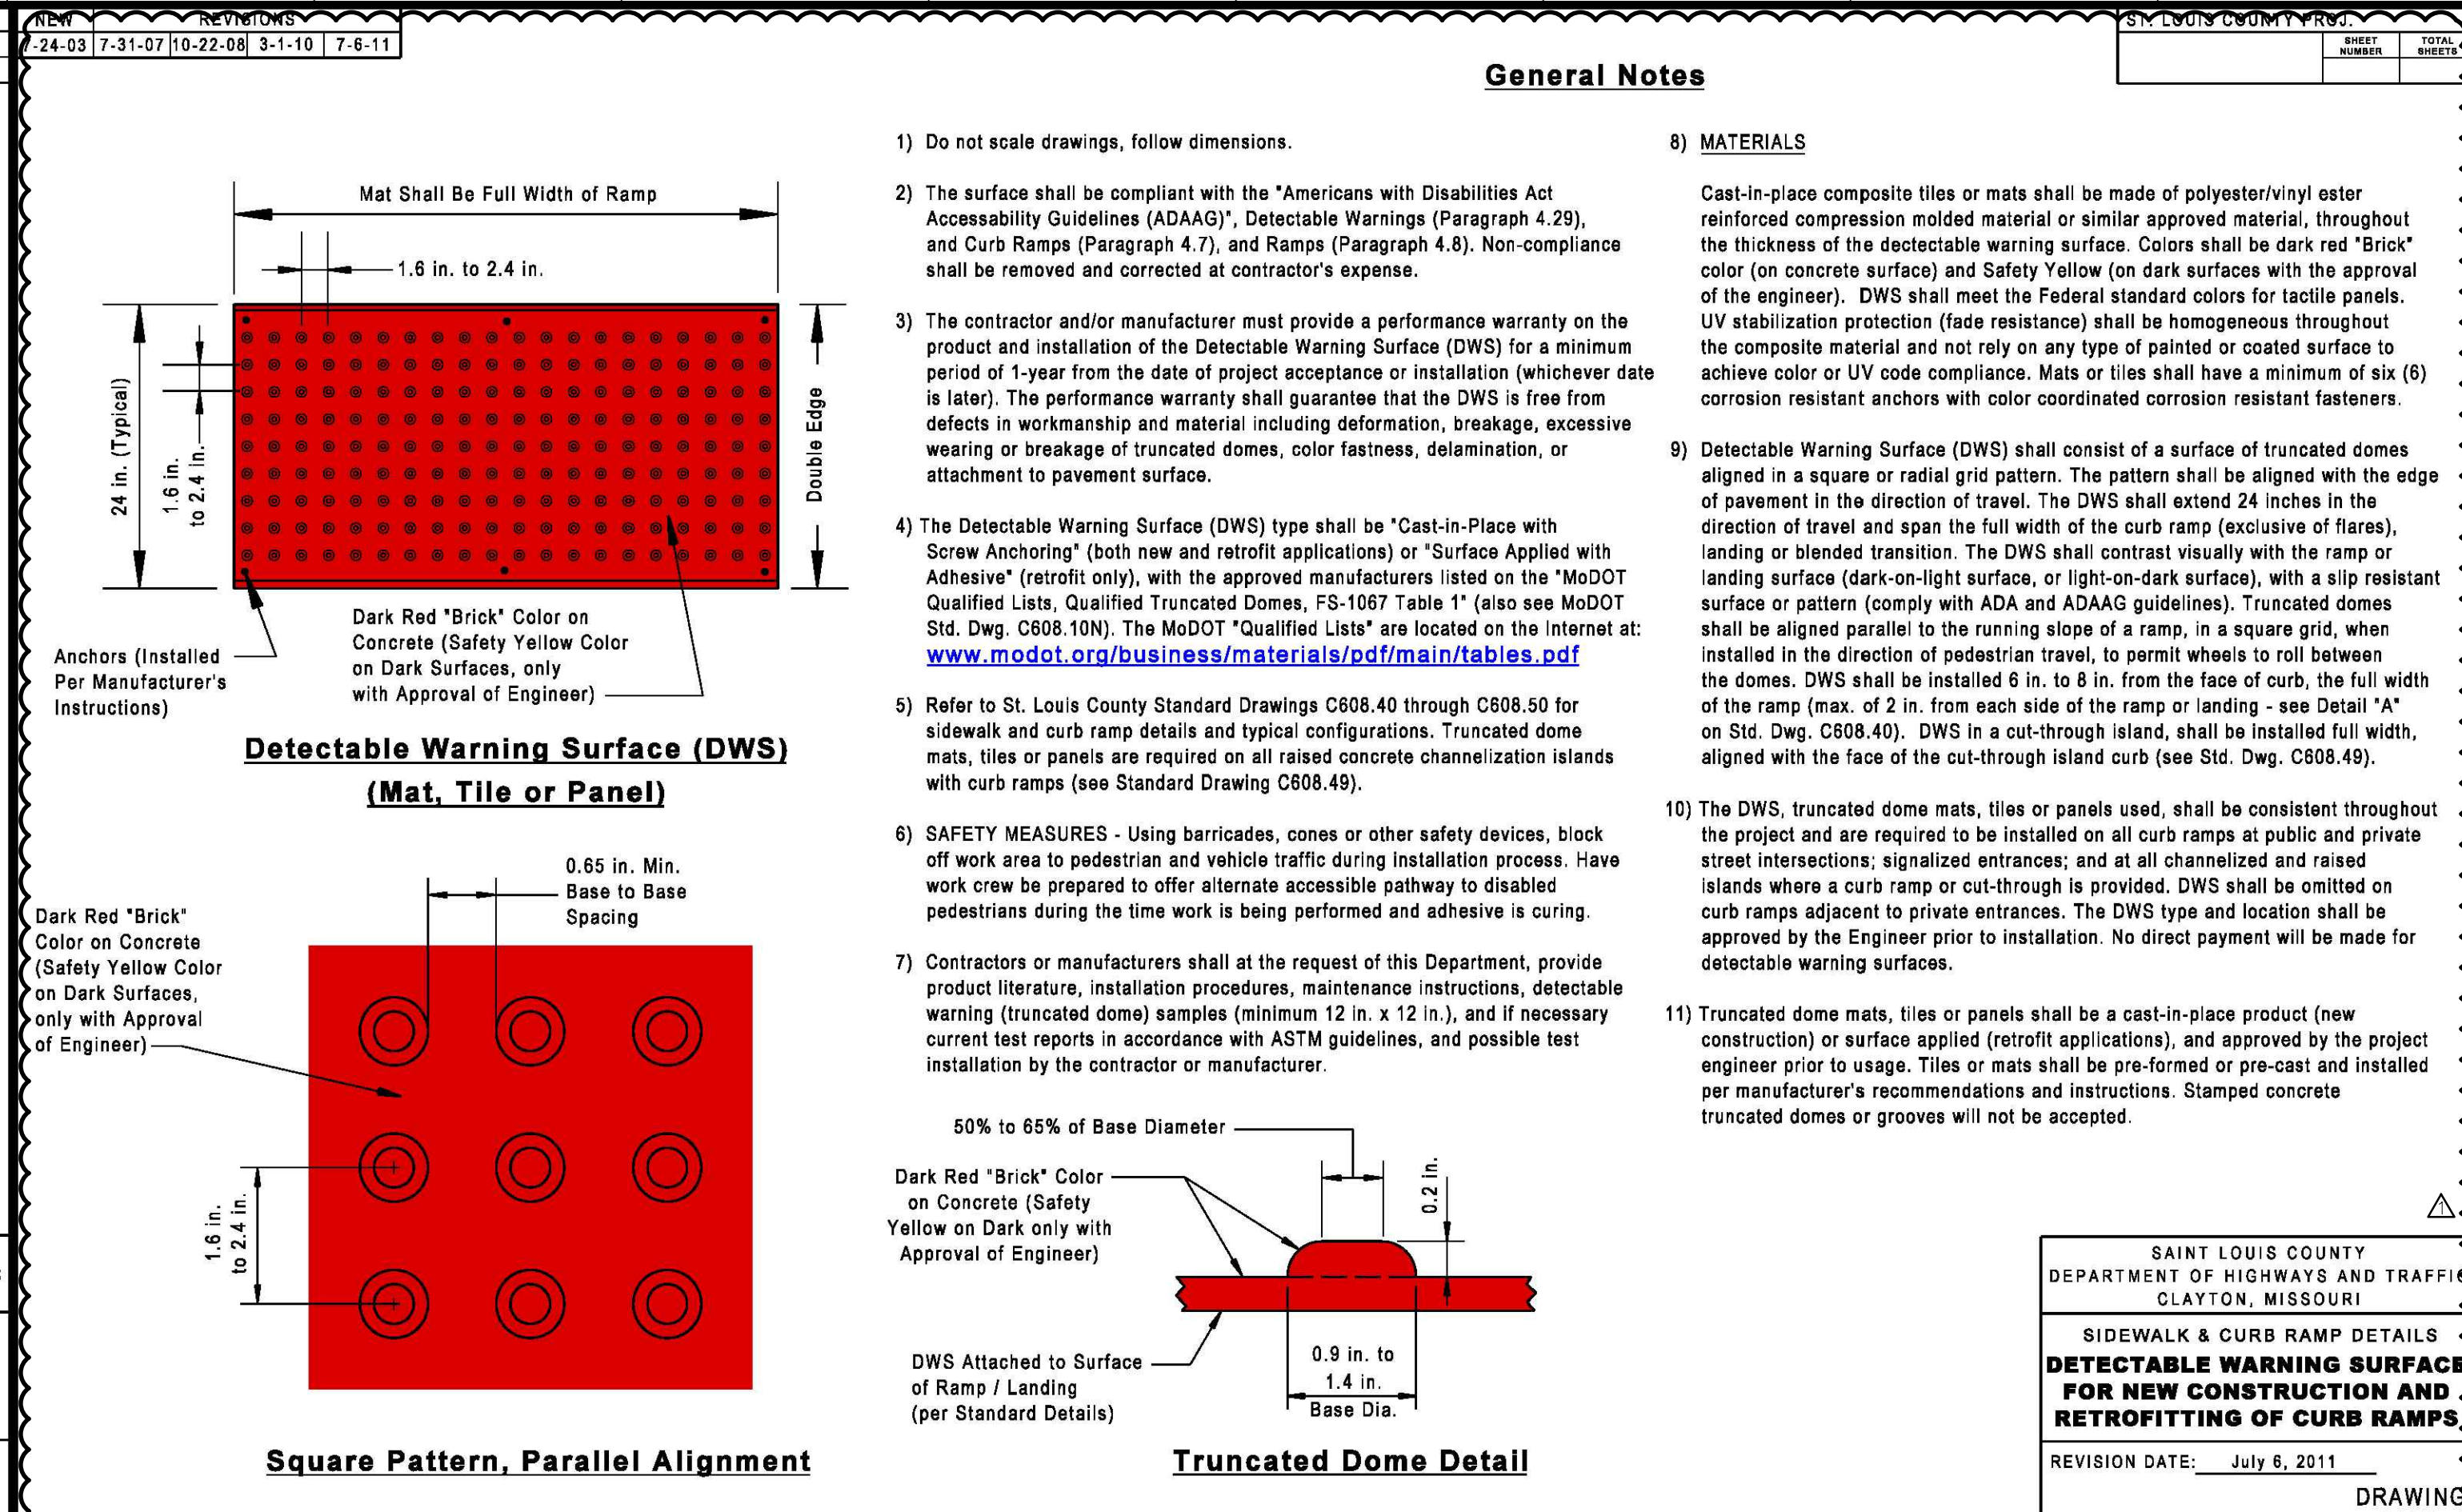 NEW REVISIONS
7-24-03 7-31-07 10-22-08 3-1-10 7-6-11
ST. LOUIS COUNTY PROJ.
SHEET NUMBER
TOTAL SHEETS
General Notes
Mat Shall Be Full Width of Ramp
1.6 in. to 2.4 in.
24 in. (Typical)
1.6 in.
to 2.4 in.
Double Edge
Dark Red "Brick" Color on
Concrete (Safety Yellow Color
on Dark Surfaces, only
with Approval of Engineer)
Anchors (Installed
Per Manufacturer's
Instructions)
Detectable Warning Surface (DWS)
(Mat, Tile or Panel)
0.65 in. Min.
Base to Base
Spacing
Dark Red "Brick"
Color on Concrete
(Safety Yellow Color
on Dark Surfaces,
only with Approval
of Engineer)
1.6 in.
to 2.4 in.
Square Pattern, Parallel Alignment
1) Do not scale drawings, follow dimensions.
2) The surface shall be compliant with the "Americans with Disabilities Act
Accessability Guidelines (ADAAG)", Detectable Warnings (Paragraph 4.29),
and Curb Ramps (Paragraph 4.7), and Ramps (Paragraph 4.8). Non-compliance
shall be removed and corrected at contractor's expense.
3) The contractor and/or manufacturer must provide a performance warranty on the
product and installation of the Detectable Warning Surface (DWS) for a minimum
period of 1-year from the date of project acceptance or installation (whichever date
is later). The performance warranty shall guarantee that the DWS is free from
defects in workmanship and material including deformation, breakage, excessive
wearing or breakage of truncated domes, color fastness, delamination, or
attachment to pavement surface.
4) The Detectable Warning Surface (DWS) type shall be "Cast-in-Place with
Screw Anchoring" (both new and retrofit applications) or "Surface Applied with
Adhesive" (retrofit only), with the approved manufacturers listed on the "MoDOT
Qualified Lists, Qualified Truncated Domes, FS-1067 Table 1" (also see MoDOT
Std. Dwg. C608.10N). The MoDOT "Qualified Lists" are located on the Internet at:
www.modot.org/business/materials/pdf/main/tables.pdf
5) Refer to St. Louis County Standard Drawings C608.40 through C608.50 for
sidewalk and curb ramp details and typical configurations. Truncated dome
mats, tiles or panels are required on all raised concrete channelization islands
with curb ramps (see Standard Drawing C608.49).
6) SAFETY MEASURES - Using barricades, cones or other safety devices, block
off work area to pedestrian and vehicle traffic during installation process. Have
work crew be prepared to offer alternate accessible pathway to disabled
pedestrians during the time work is being performed and adhesive is curing.
7) Contractors or manufacturers shall at the request of this Department, provide
product literature, installation procedures, maintenance instructions, detectable
warning (truncated dome) samples (minimum 12 in. x 12 in.), and if necessary
current test reports in accordance with ASTM guidelines, and possible test
installation by the contractor or manufacturer.
50% to 65% of Base Diameter
Dark Red "Brick" Color
on Concrete (Safety
Yellow on Dark only with
Approval of Engineer)
0.2 in.
DWS Attached to Surface
of Ramp / Landing
(per Standard Details)
0.9 in. to
1.4 in.
Base Dia.
Truncated Dome Detail
8) MATERIALS
Cast-in-place composite tiles or mats shall be made of polyester/vinyl ester
reinforced compression molded material or similar approved material, throughout
the thickness of the dectectable warning surface. Colors shall be dark red "Brick"
color (on concrete surface) and Safety Yellow (on dark surfaces with the approval
of the engineer). DWS shall meet the Federal standard colors for tactile panels.
UV stabilization protection (fade resistance) shall be homogeneous throughout
the composite material and not rely on any type of painted or coated surface to
achieve color or UV code compliance. Mats or tiles shall have a minimum of six (6)
corrosion resistant anchors with color coordinated corrosion resistant fasteners.
9) Detectable Warning Surface (DWS) shall consist of a surface of truncated domes
aligned in a square or radial grid pattern. The pattern shall be aligned with the edge
of pavement in the direction of travel. The DWS shall extend 24 inches in the
direction of travel and span the full width of the curb ramp (exclusive of flares),
landing or blended transition. The DWS shall contrast visually with the ramp or
landing surface (dark-on-light surface, or light-on-dark surface), with a slip resistant
surface or pattern (comply with ADA and ADAAG guidelines). Truncated domes
shall be aligned parallel to the running slope of a ramp, in a square grid, when
installed in the direction of pedestrian travel, to permit wheels to roll between
the domes. DWS shall be installed 6 in. to 8 in. from the face of curb, the full width
of the ramp (max. of 2 in. from each side of the ramp or landing - see Detail "A"
on Std. Dwg. C608.40). DWS in a cut-through island, shall be installed full width,
aligned with the face of the cut-through island curb (see Std. Dwg. C608.49).
10) The DWS, truncated dome mats, tiles or panels used, shall be consistent throughout
the project and are required to be installed on all curb ramps at public and private
street intersections; signalized entrances; and at all channelized and raised
islands where a curb ramp or cut-through is provided. DWS shall be omitted on
curb ramps adjacent to private entrances. The DWS type and location shall be
approved by the Engineer prior to installation. No direct payment will be made for
detectable warning surfaces.
11) Truncated dome mats, tiles or panels shall be a cast-in-place product (new
construction) or surface applied (retrofit applications), and approved by the project
engineer prior to usage. Tiles or mats shall be pre-formed or pre-cast and installed
per manufacturer's recommendations and instructions. Stamped concrete
truncated domes or grooves will not be accepted.
1
SAINT LOUIS COUNTY
DEPARTMENT OF HIGHWAYS AND TRAFFIC
CLAYTON, MISSOURI
SIDEWALK & CURB RAMP DETAILS
DETECTABLE WARNING SURFACE
FOR NEW CONSTRUCTION AND
RETROFITTING OF CURB RAMPS
REVISION DATE: July 6, 2011
DRAWING